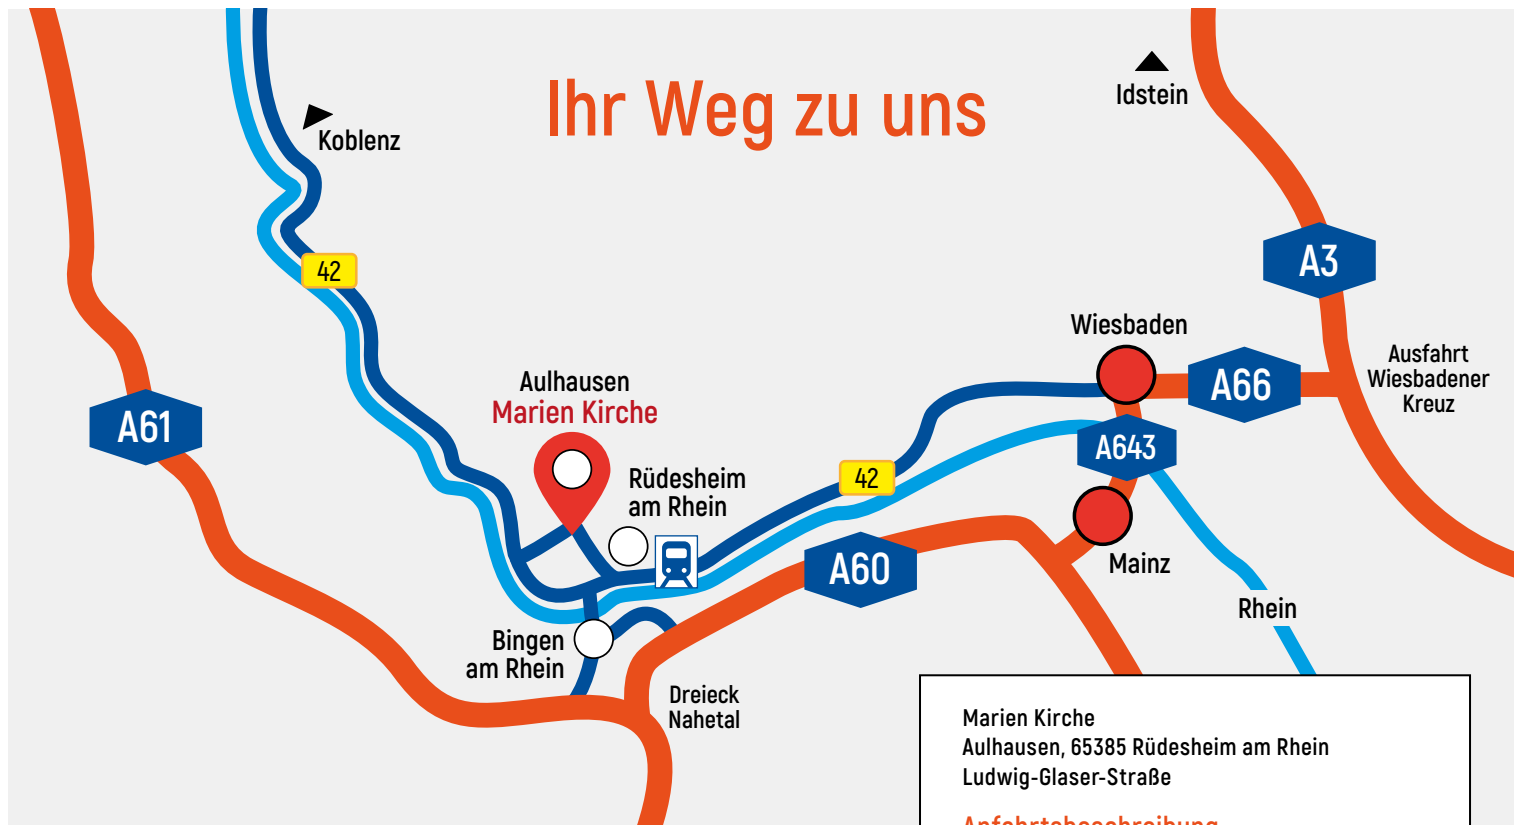 Ihr Weg zu uns
Idstein
Koblenz
A3
42
Wiesbaden
Ausfahrt
Wiesbadener
Kreuz
A66
Aulhausen
Marien Kirche
A61
A643
Rüdesheim
am Rhein
42
A60
Mainz
Rhein
Bingen
am Rhein
Dreieck
Nahetal
Marien Kirche
Aulhausen, 65385 Rüdesheim am Rhein
Ludwig-Glaser-Straße
Anfahrtsbeschreibung